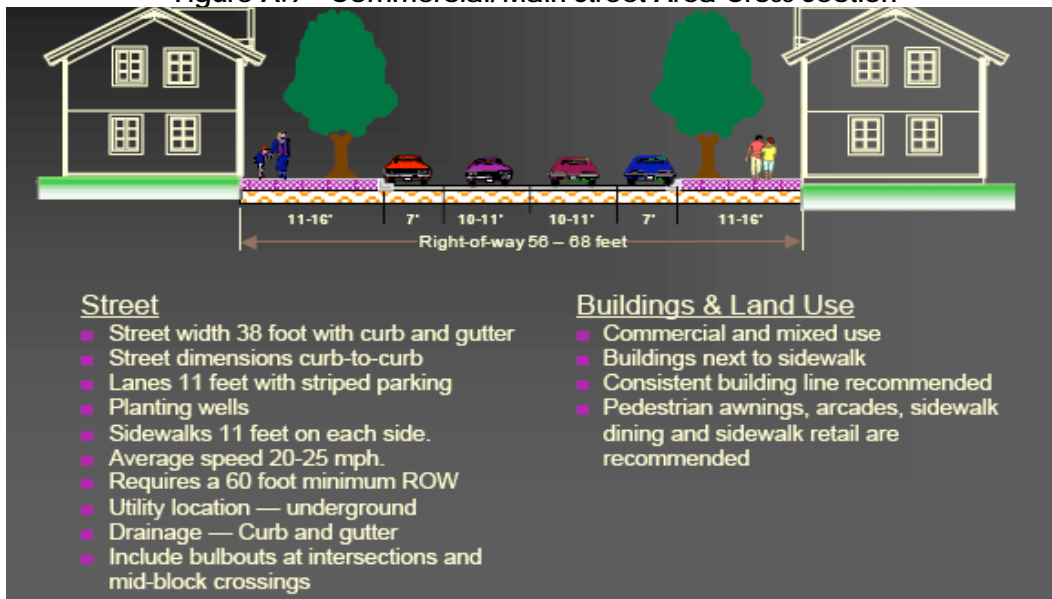 Figure A.7 - Commercial/Main Street Area Cross Section
11-16' 7' 10-11' 10-11' 7' 11-16'
Right-of-way 56 – 68 feet
Street
Street width 38 foot with curb and gutter
Street dimensions curb-to-curb
Lanes 11 feet with striped parking
Planting wells
Sidewalks 11 feet on each side.
Average speed 20-25 mph.
Requires a 60 foot minimum ROW
Utility location — underground
Drainage — Curb and gutter
Include bulbouts at intersections and
mid-block crossings
Buildings & Land Use
Commercial and mixed use
Buildings next to sidewalk
Consistent building line recommended
Pedestrian awnings, arcades, sidewalk
dining and sidewalk retail are
recommended